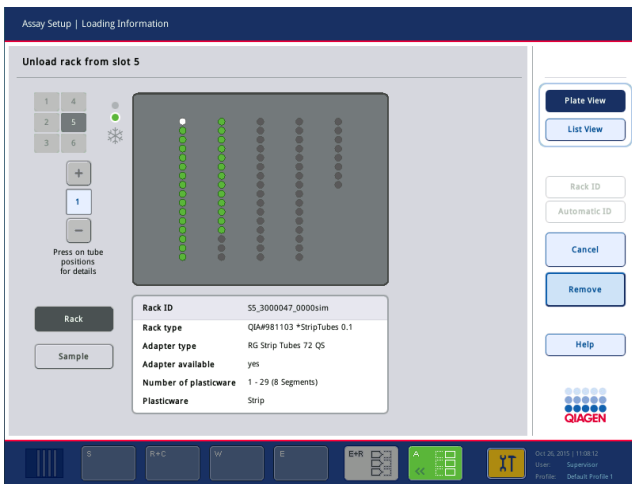 Assay Setup | Loading Information
Unload rack from slot 5
1 4
2 5
3 6
+
1
−
Press on tube
positions
for details
Rack
Sample
Rack ID S5_3000047_0000sim
Rack type QIA#981103 *StripTubes 0.1
Adapter type RG Strip Tubes 72 QS
Adapter available yes
Number of plasticware 1 - 29 (8 Segments)
Plasticware Strip
Plate View
List View
Rack ID
Automatic ID
Cancel
Remove
Help
QIAGEN
S
R+C
W
E
E+R
A
Oct 26, 2015 | 11:08:12
User: Supervisor
Profile: Default Profile 1